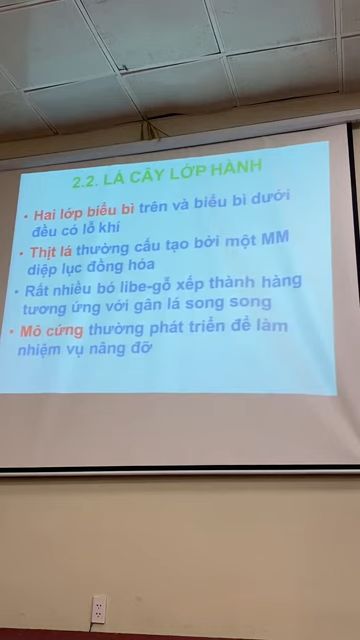 2.2. LÁ CÂY LỚP HÀNH
• Hai lớp biểu bì trên và biểu bì dưới
đều có lỗ khí
• Thịt lá thường cấu tạo bởi một MM
diệp lục đồng hóa
• Rất nhiều bó libe-gỗ xếp thành hàng
tương ứng với gân lá song song
• Mô cứng thường phát triển để làm
nhiệm vụ nâng đỡ